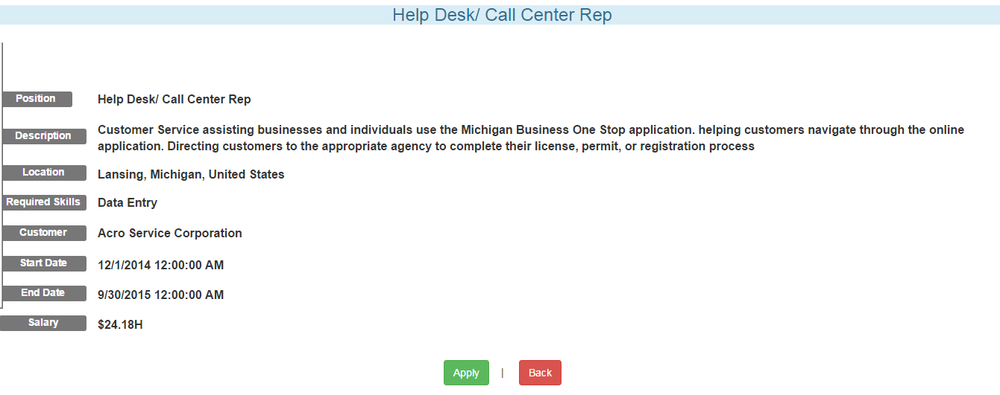 Help Desk/ Call Center Rep
Position Help Desk/ Call Center Rep
Description Customer Service assisting businesses and individuals use the Michigan Business One Stop application. helping customers navigate through the online
application. Directing customers to the appropriate agency to complete their license, permit, or registration process
Location Lansing, Michigan, United States
Required Skills Data Entry
Customer Acro Service Corporation
Start Date 12/1/2014 12:00:00 AM
End Date 9/30/2015 12:00:00 AM
Salary $24.18H
Apply | Back